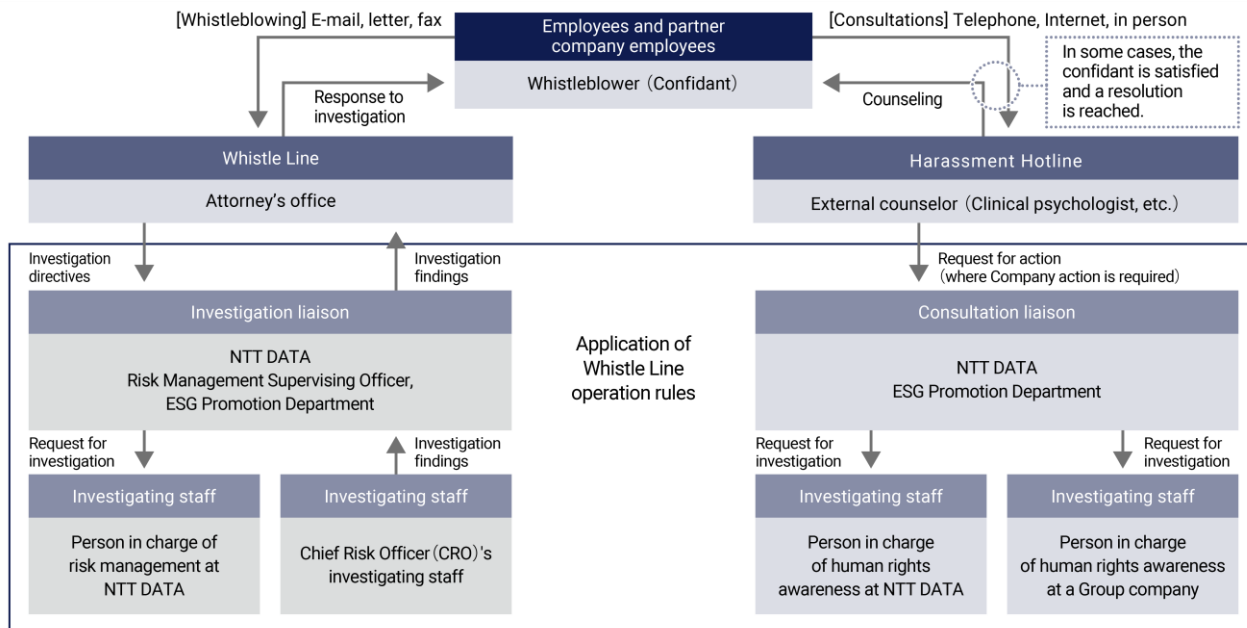 [Whistleblowing] E-mail, letter, fax
Employees and partner
company employees
Whistleblower (Confidant)
[Consultations] Telephone, Internet, in person
In some cases, the
confidant is satisfied
and a resolution
is reached.
Response to
investigation
Counseling
Whistle Line
Attorney's office
Harassment Hotline
External counselor (Clinical psychologist, etc.)
Investigation
directives
Investigation
findings
Request for action
(where Company action is required)
Investigation liaison
NTT DATA
Risk Management Supervising Officer,
ESG Promotion Department
Application of
Whistle Line
operation rules
Consultation liaison
NTT DATA
ESG Promotion Department
Request for
investigation
Investigation
findings
Request for
investigation
Request for
investigation
Investigating staff
Person in charge of
risk management at
NTT DATA
Investigating staff
Chief Risk Officer (CRO)'s
investigating staff
Investigating staff
Person in charge
of human rights
awareness at NTT DATA
Investigating staff
Person in charge
of human rights awareness
at a Group company